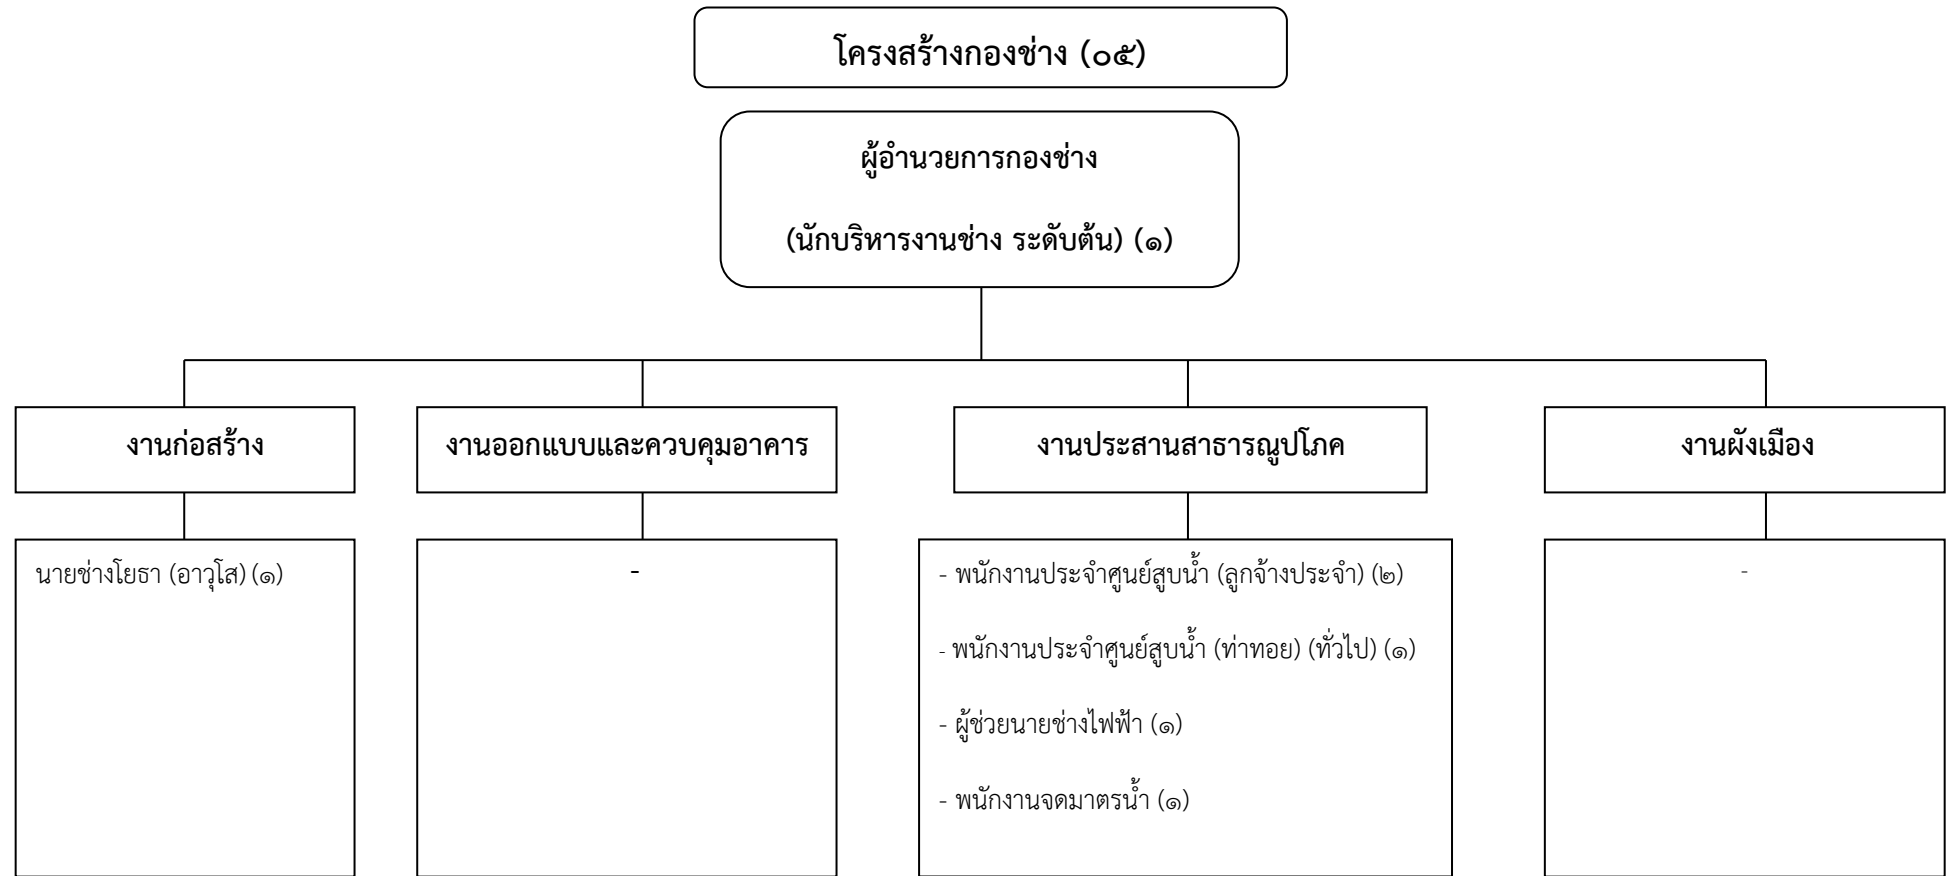 โครงสร้างกองช่าง (๐๕)
ผู้อำนวยการกองช่าง
(นักบริหารงานช่าง ระดับต้น) (๑)
งานก่อสร้าง
งานออกแบบและควบคุมอาคาร
งานประสานสาธารณูปโภค
งานผังเมือง
นายช่างโยธา (อาวุโส) (๑)
-
- พนักงานประจำศูนย์สูบน้ำ (ลูกจ้างประจำ) (๒)
- พนักงานประจำศูนย์สูบน้ำ (ท่าทอย) (ทั่วไป) (๑)
- ผู้ช่วยนายช่างไฟฟ้า (๑)
- พนักงานจดมาตรน้ำ (๑)
-